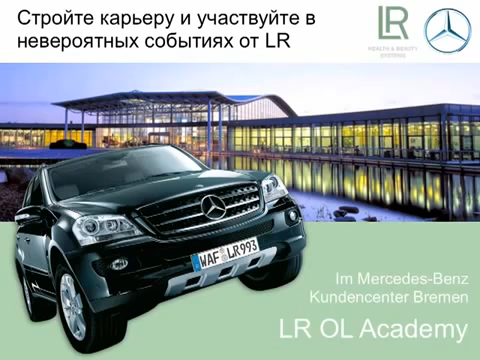 Стройте карьеру и участвуйте в
невероятных событиях от LR
LR
HEALTH & BEAUTY
SYSTEMS
WAF LR993
Im Mercedes-Benz
Kundencenter Bremen
LR OL Academy